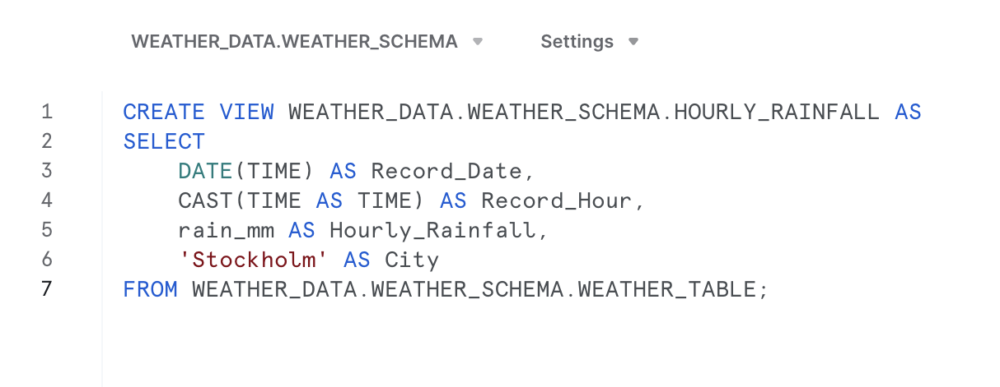 WEATHER_DATA.WEATHER_SCHEMA Settings
1 CREATE VIEW WEATHER_DATA.WEATHER_SCHEMA.HOURLY_RAINFALL AS
2 SELECT
3     DATE(TIME) AS Record_Date,
4     CAST(TIME AS TIME) AS Record_Hour,
5     rain_mm AS Hourly_Rainfall,
6     'Stockholm' AS City
7 FROM WEATHER_DATA.WEATHER_SCHEMA.WEATHER_TABLE;